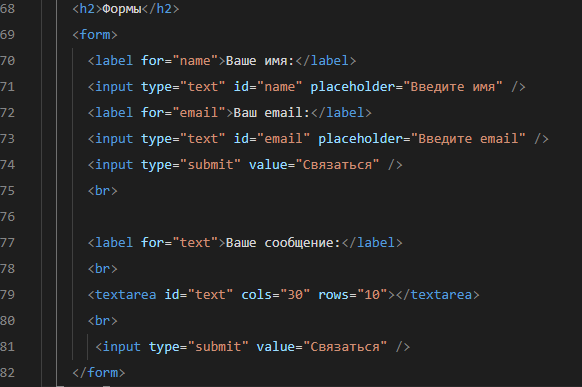 68 <h2>Формы</h2>
69 <form>
70 <label for="name">Ваше имя:</label>
71 <input type="text" id="name" placeholder="Введите имя" />
72 <label for="email">Ваш email:</label>
73 <input type="text" id="email" placeholder="Введите email" />
74 <input type="submit" value="Связаться" />
75 <br>
76
77 <label for="text">Ваше сообщение:</label>
78 <br>
79 <textarea id="text" cols="30" rows="10"></textarea>
80 <br>
81 <input type="submit" value="Связаться" />
82 </form>